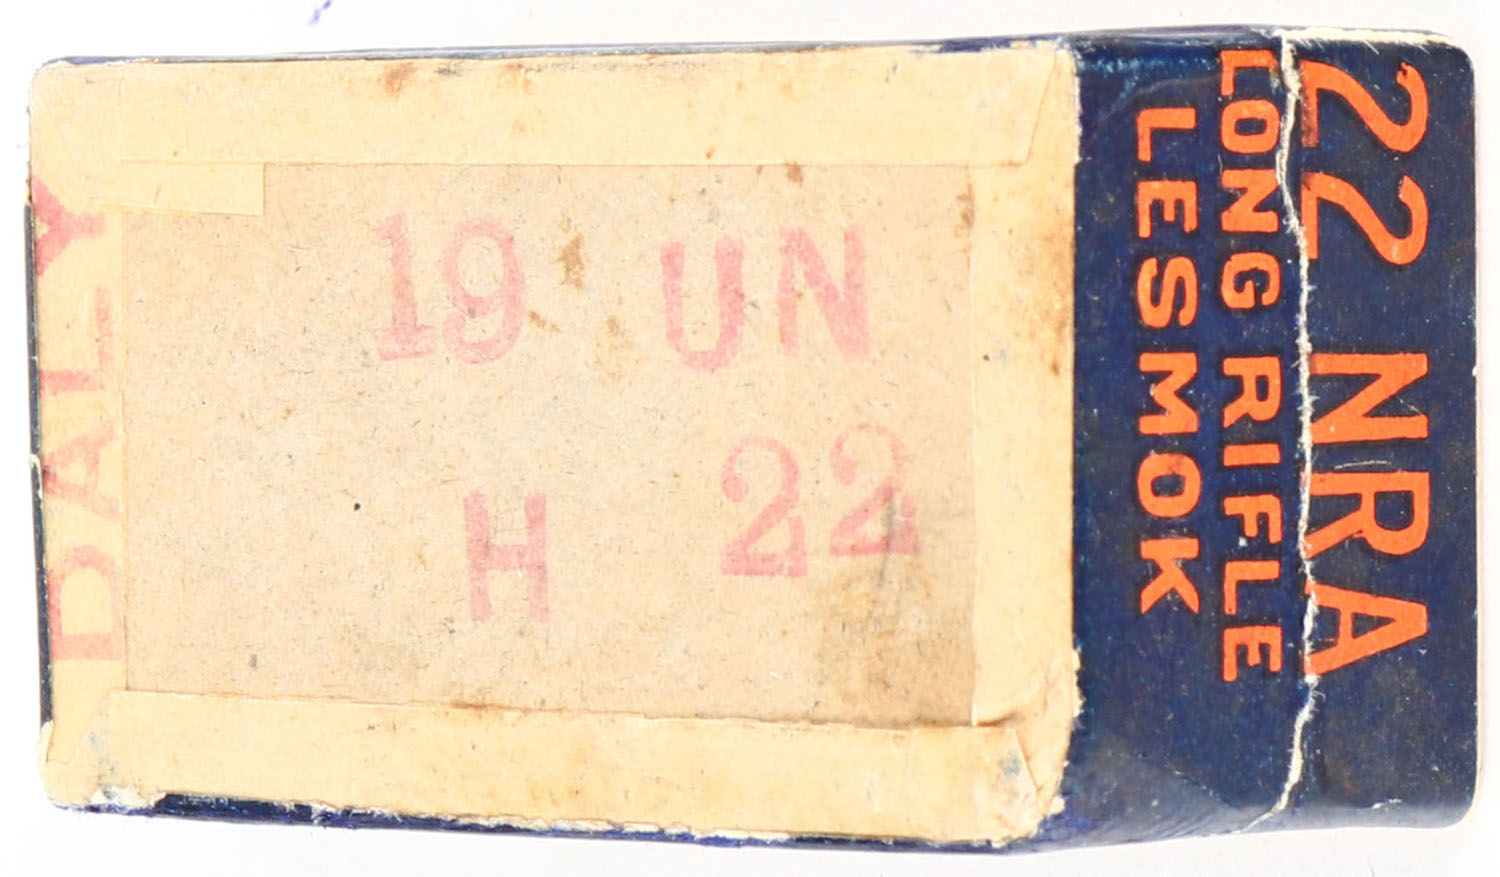 DALY
19 UN
H 22
22 NRA
LONG RIFLE
LESMOK